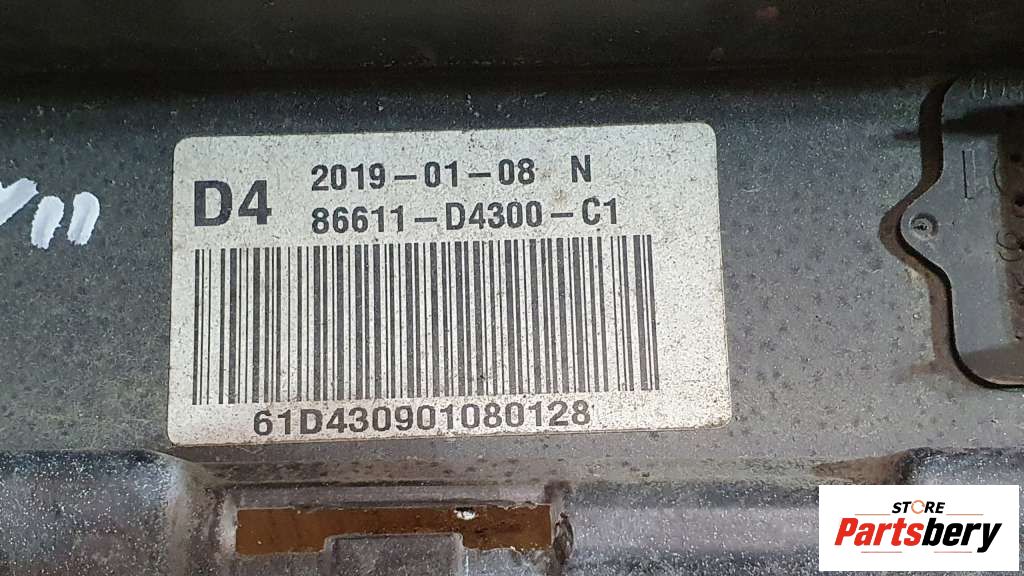 2019-01-08 N
D4
86611-D4300-C1
61D430901080128
STORE
Partsbery